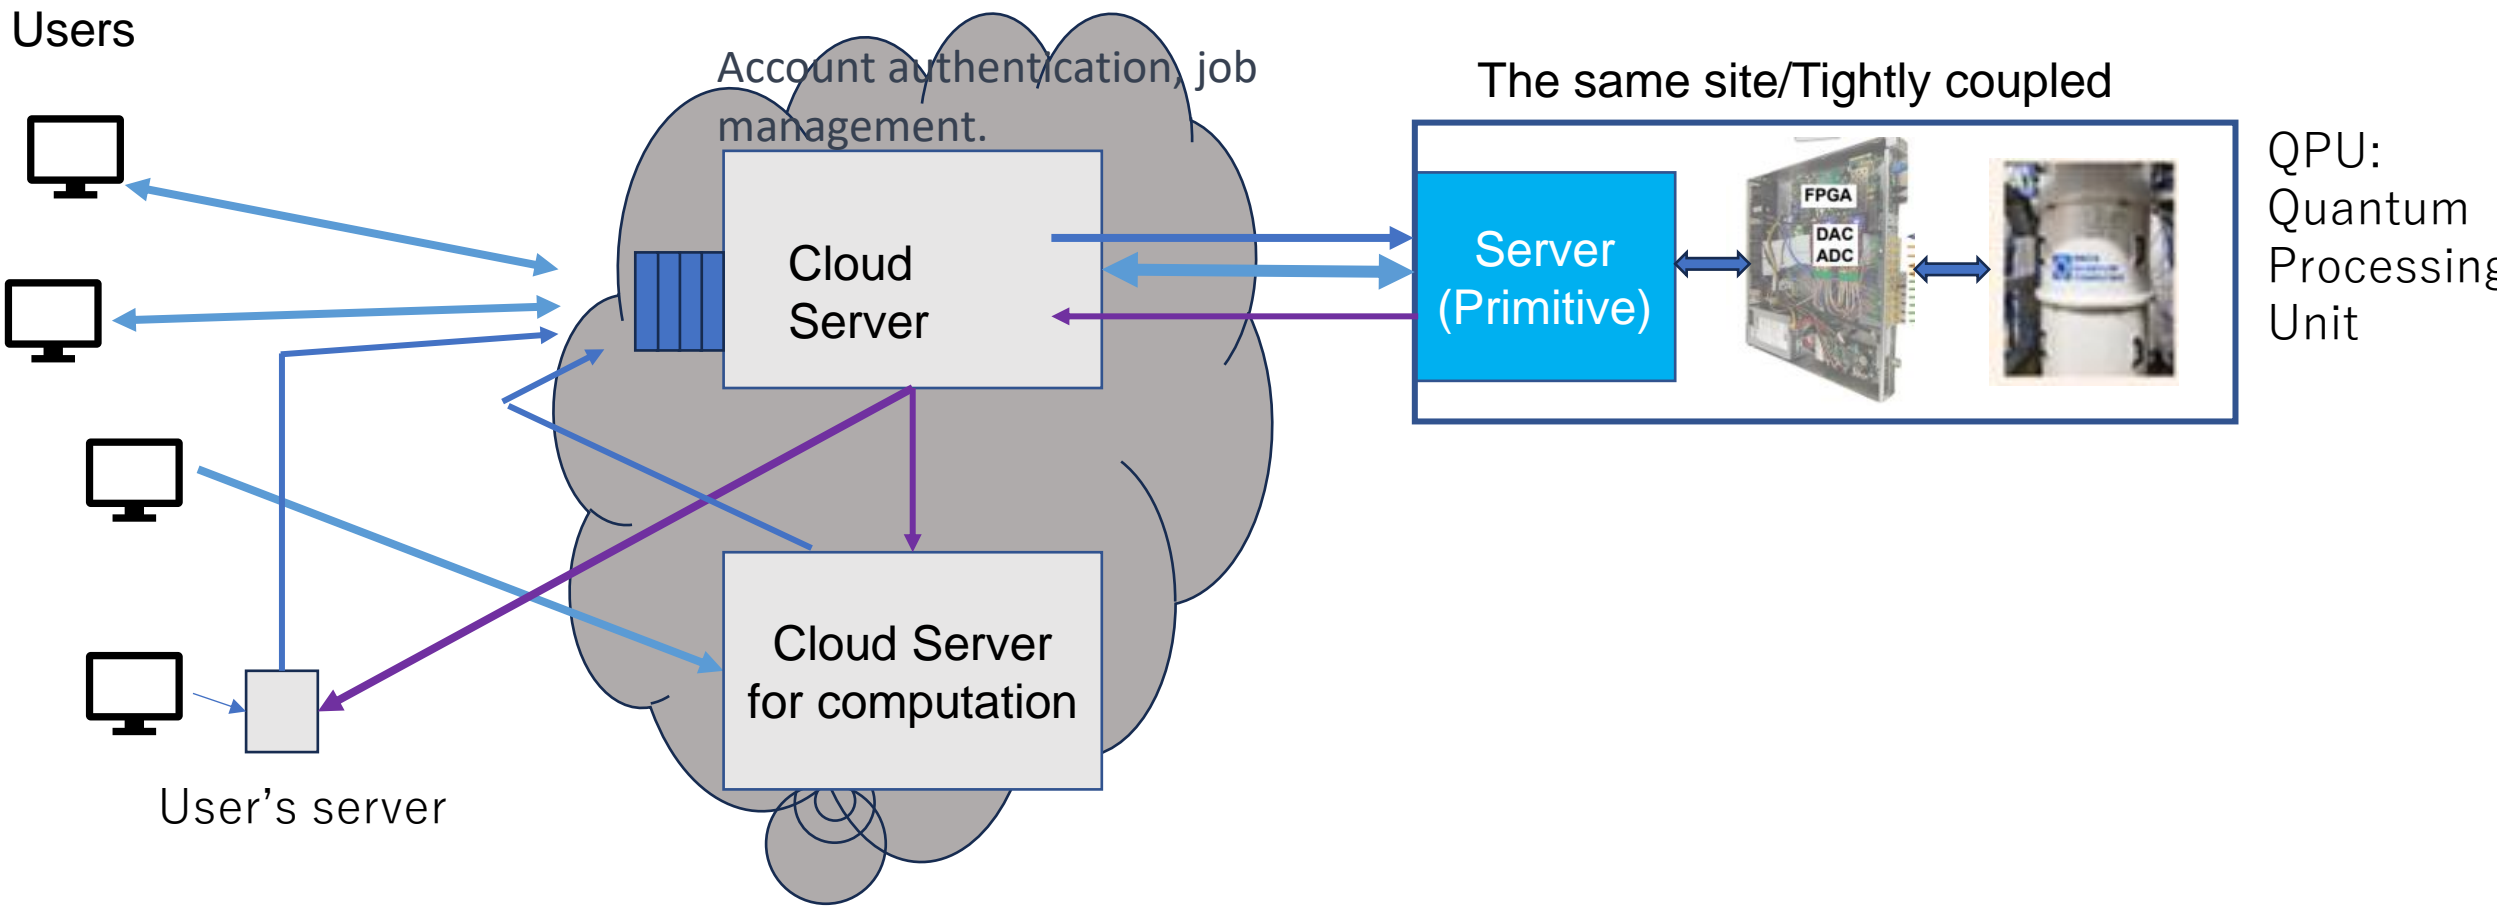 Users
Account authentication, job
management.
The same site/Tightly coupled
Cloud
Server
Server
(Primitive)
FPGA
DAC
ADC
QPU:
Quantum
Processing
Unit
Cloud Server
for computation
User's server